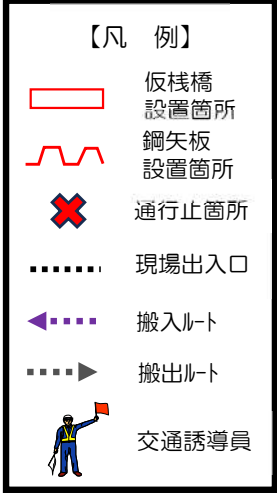 【凡　例】
仮桟橋
設置箇所
鋼矢板
設置箇所
通行止箇所
現場出入口
搬入ﾙｰﾄ
搬出ﾙｰﾄ
交通誘導員